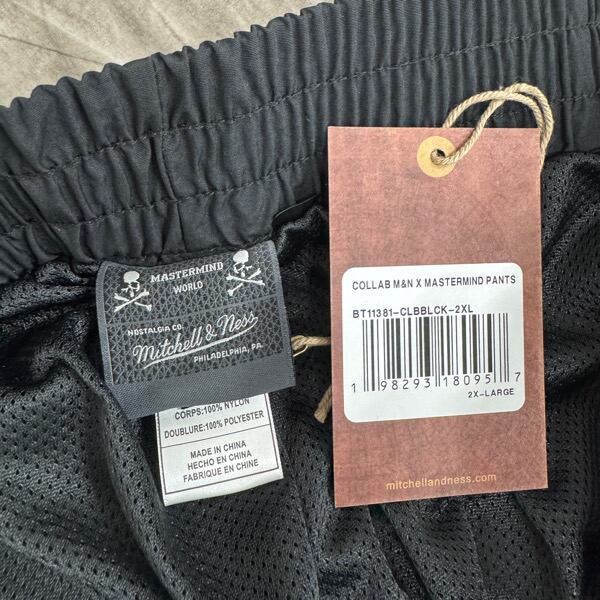 MASTERMIND
WORLD
NOSTALGIA CO.
Mitchell & Ness
PHILADELPHIA, PA.
CORPS:100% NYLON
DOUBLURE:100% POLYESTER
MADE IN CHINA
HECHO EN CHINA
FABRIQUE EN CHINE
COLLAB M&N X MASTERMIND PANTS
BT11381-CLBBLCK-2XL
1 98293 18095 7
2X-LARGE
mitchellandness.com